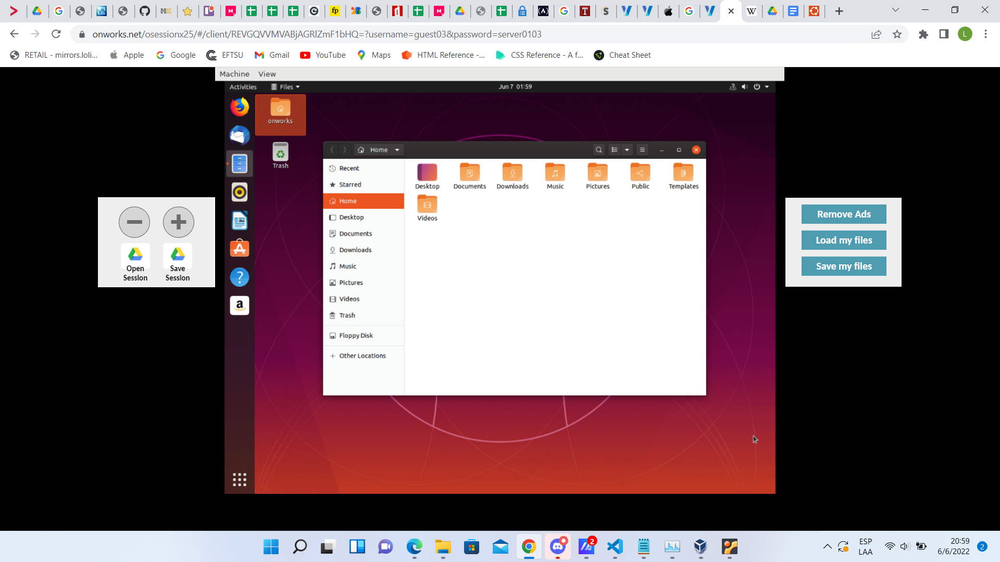 onworks.net/osessionx25/#/client/REVGQVVMVABjAGRlZmF1bHQ=?username=guest03&password=server0103
L
RETAIL - mirrors.loli...
Apple
Google
EFTSU
Gmail
YouTube
Maps
HTML Reference -...
CSS Reference - A f...
Cheat Sheet
Machine View
Activities Files Jun 7 01:59
onworks
Trash
Home
Recent
Starred
Home
Desktop
Documents
Downloads
Music
Pictures
Videos
Trash
Floppy Disk
Other Locations
Desktop Documents Downloads Music Pictures Public Templates
Videos
Open
Session
Save
Session
Remove Ads
Load my files
Save my files
2
ESP
LAA
20:59
6/6/2022
2